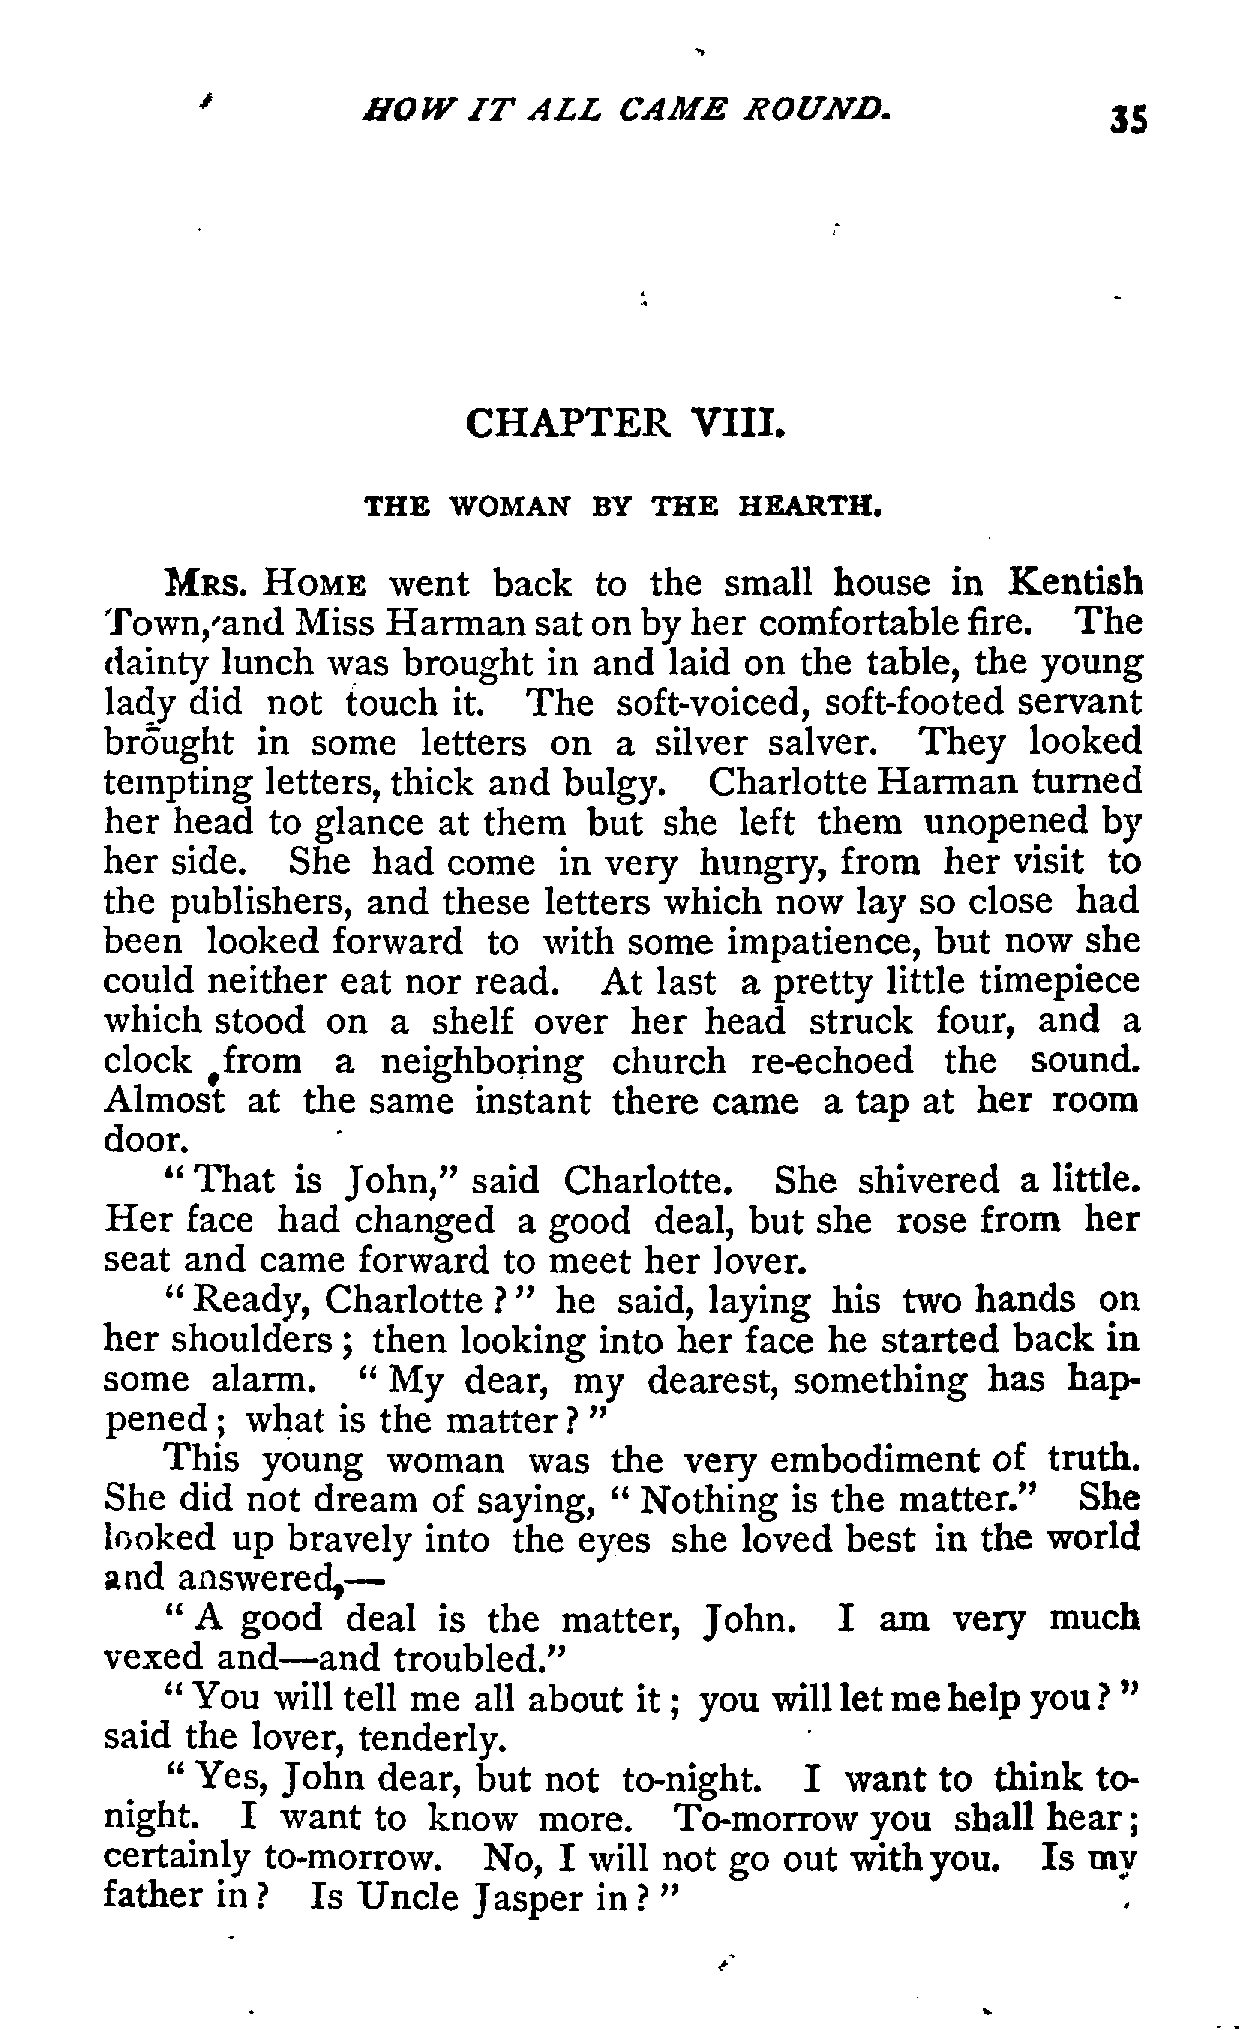 HOW IT ALL CAME ROUND. 35
CHAPTER VIII.
THE WOMAN BY THE HEARTH.
MRS. HOME went back to the small house in Kentish
Town, and Miss Harman sat on by her comfortable fire. The
dainty lunch was brought in and laid on the table, the young
lady did not touch it. The soft-voiced, soft-footed servant
brought in some letters on a silver salver. They looked
tempting letters, thick and bulgy. Charlotte Harman turned
her head to glance at them but she left them unopened by
her side. She had come in very hungry, from her visit to
the publishers, and these letters which now lay so close had
been looked forward to with some impatience, but now she
could neither eat nor read. At last a pretty little timepiece
which stood on a shelf over her head struck four, and a
clock from a neighboring church re-echoed the sound.
Almost at the same instant there came a tap at her room
door.
“That is John,” said Charlotte. She shivered a little.
Her face had changed a good deal, but she rose from her
seat and came forward to meet her lover.
“Ready, Charlotte?” he said, laying his two hands on
her shoulders; then looking into her face he started back in
some alarm. “My dear, my dearest, something has hap-
pened; what is the matter?”
This young woman was the very embodiment of truth.
She did not dream of saying, “Nothing is the matter.” She
looked up bravely into the eyes she loved best in the world
and answered,—
“A good deal is the matter, John. I am very much
vexed and—and troubled.”
“You will tell me all about it; you will let me help you?”
said the lover, tenderly.
“Yes, John dear, but not to-night. I want to think to-
night. I want to know more. To-morrow you shall hear;
certainly to-morrow. No, I will not go out with you. Is my
father in? Is Uncle Jasper in?”